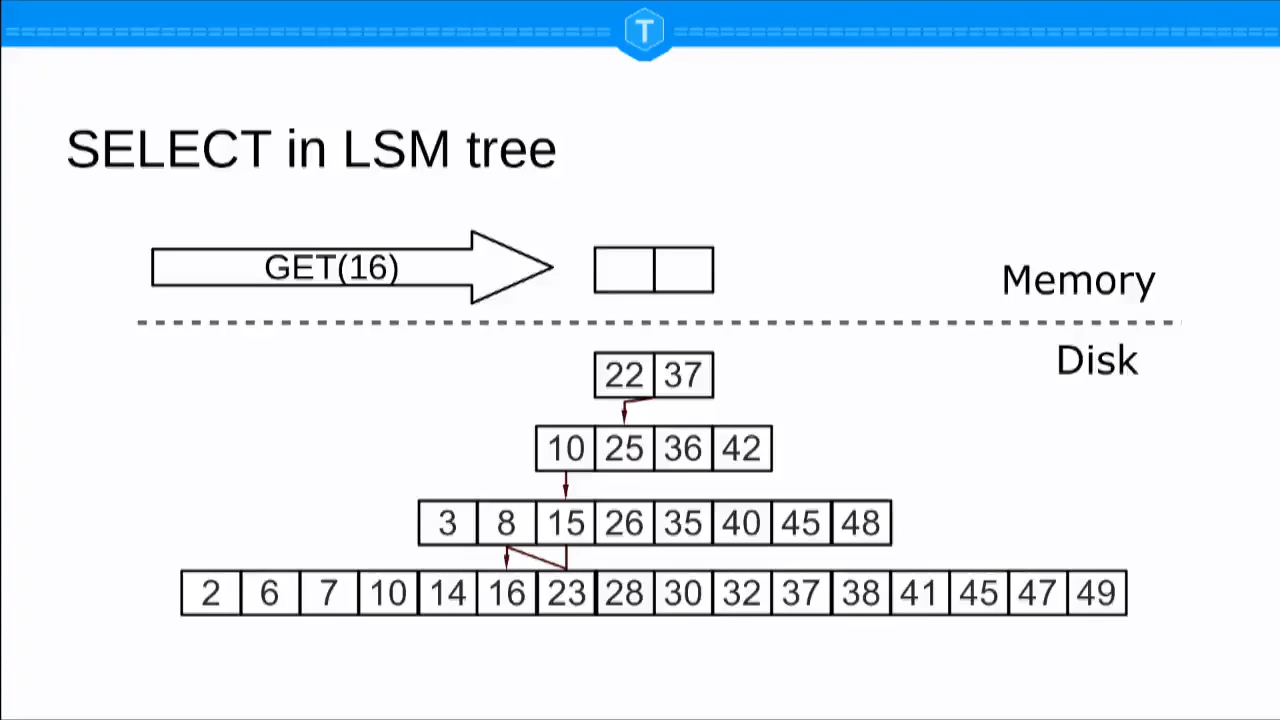 T
SELECT in LSM tree
GET(16)
Memory
Disk
22 37
10 25 36 42
3 8 15 26 35 40 45 48
2 6 7 10 14 16 23 28 30 32 37 38 41 45 47 49